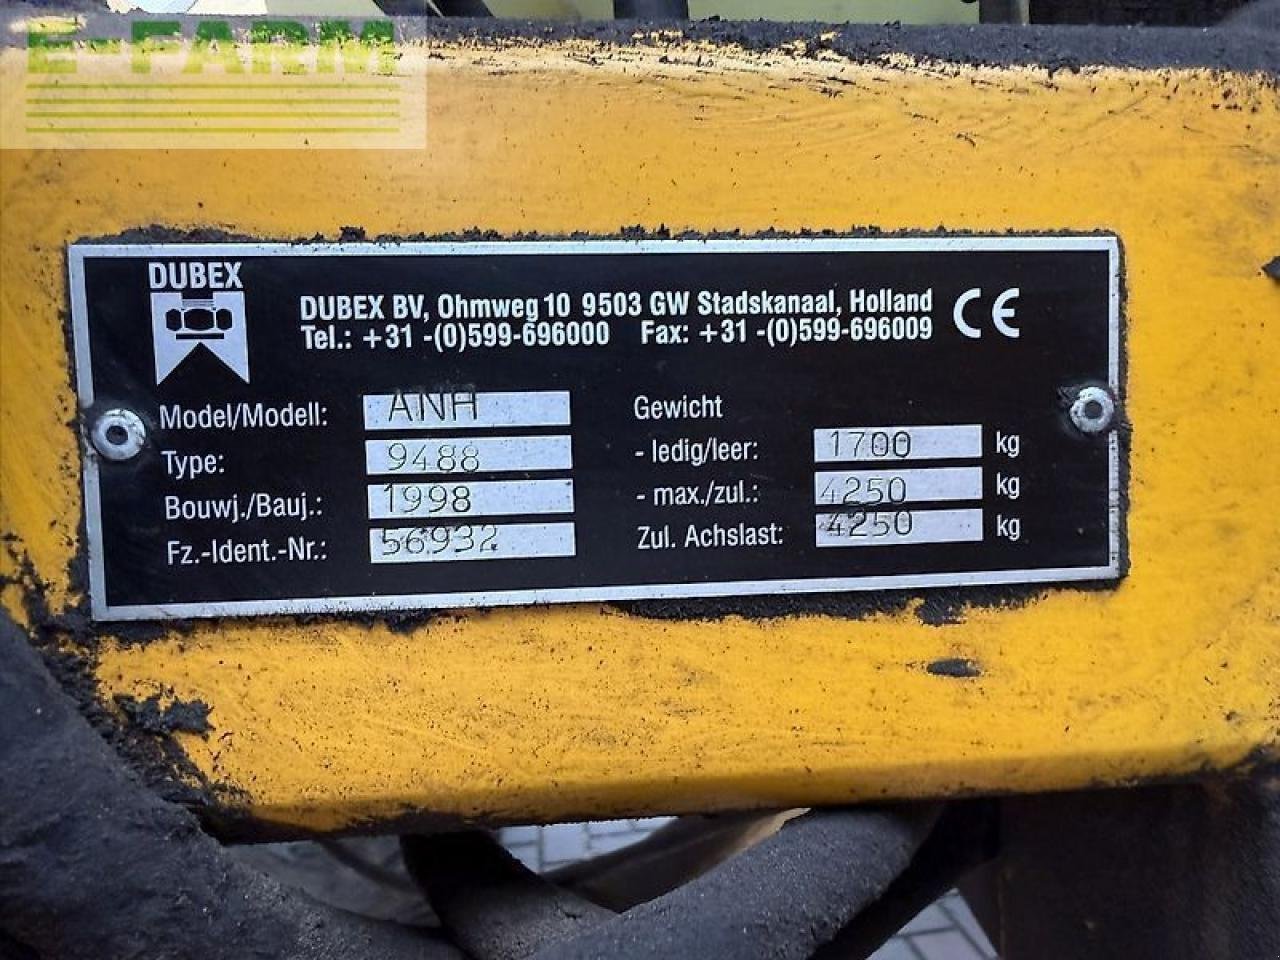 E-FARM
DUBEX
DUBEX BV, Ohmweg 10 9503 GW Stadskanaal, Holland
Tel.: +31 -(0)599-696000 Fax: +31 -(0)599-696009
CE
Model/Modell: ANH
Type: 9488
Bouwj./Bauj.: 1998
Fz.-Ident.-Nr.: 56932
Gewicht
- ledig/leer: 1700 kg
- max./zul.: 4250 kg
Zul. Achslast: 4250 kg